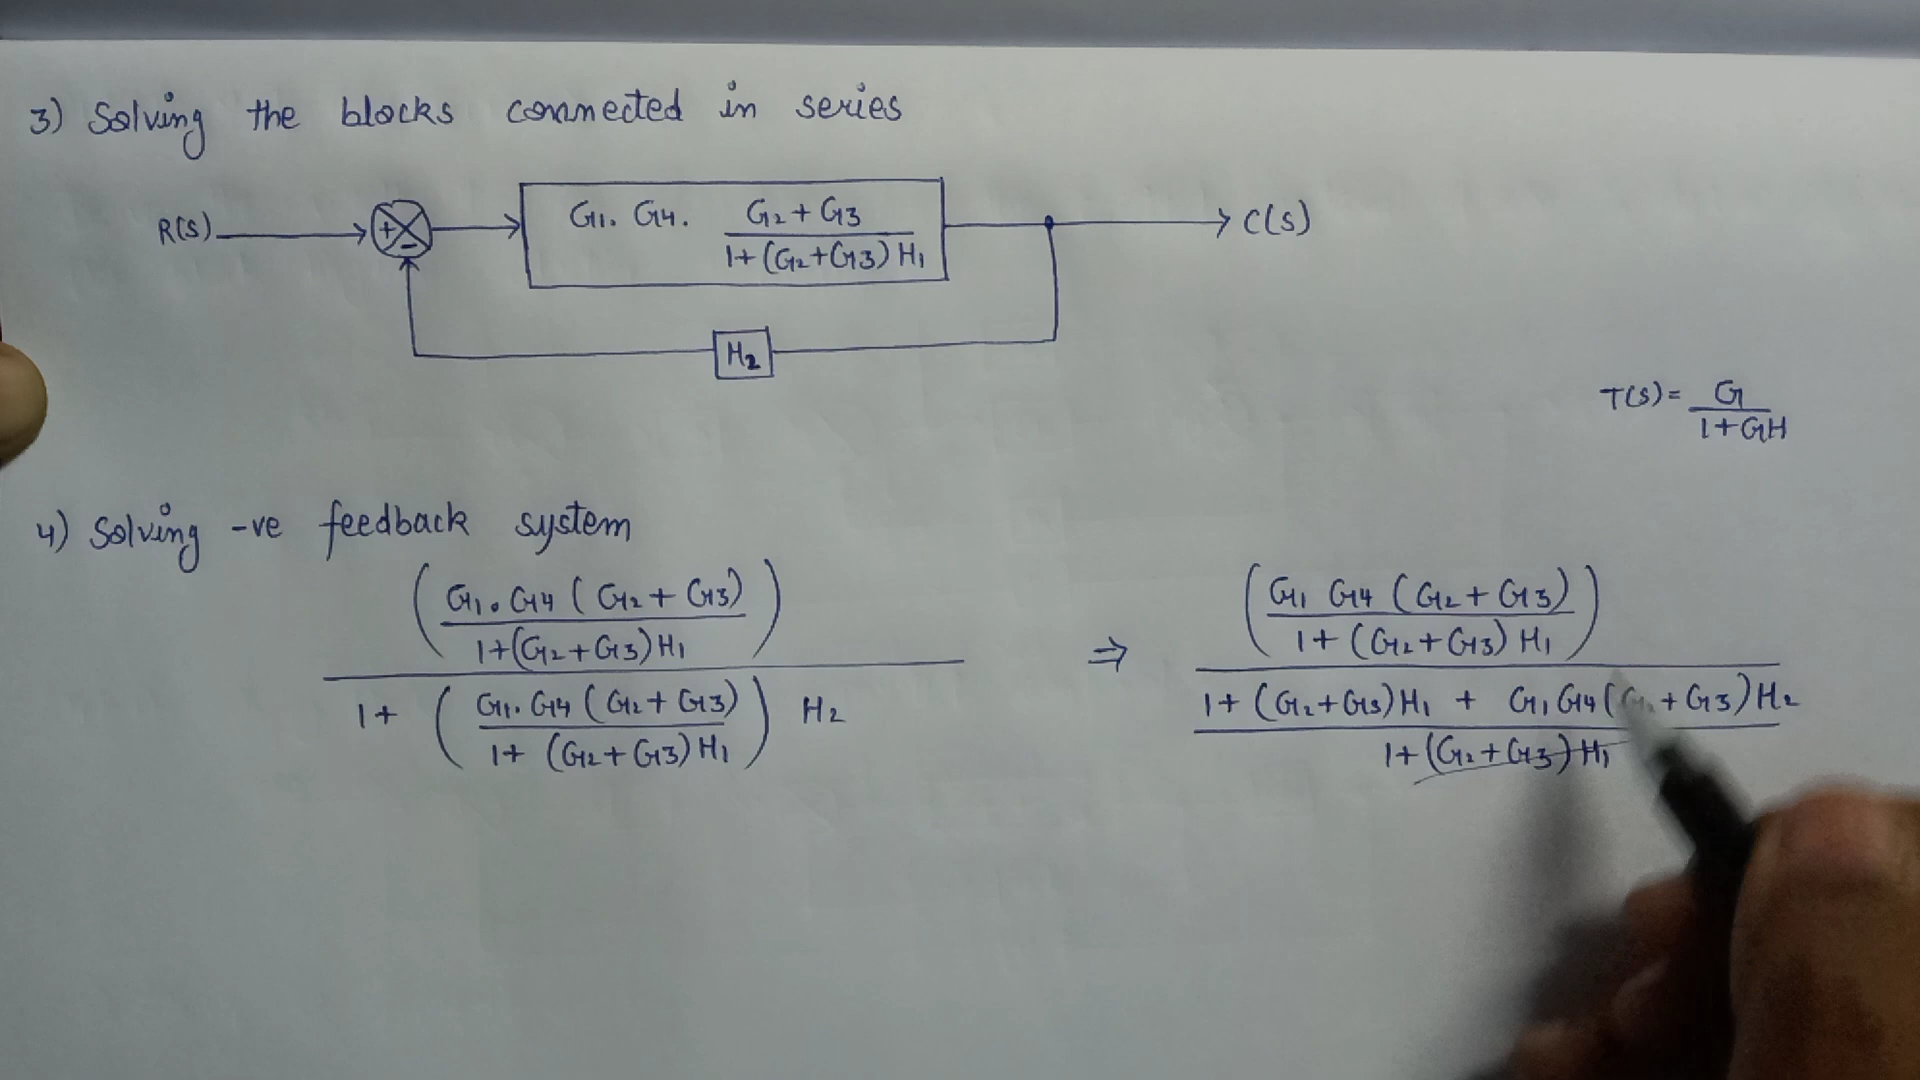 3) Solving the blocks connected in series
R(s) + - G1. G4. G2 + G3 / 1+ (G2+G3) H1 C(s)
H2
T(s) = G / 1+GH
4) Solving -ve feedback system
(G1. G4 ( G2 + G3) / 1+(G2+G3) H1) ⇒ (G1 G4 (G2 + G3) / 1+ (G2+G3) H1)
1+ (G1. G4 (G2 + G3) / 1+ (G2+G3) H1) H2
1+ (G2+G3) H1 + G1 G4 ( + G3) H2
1+ (G2+G3) H1